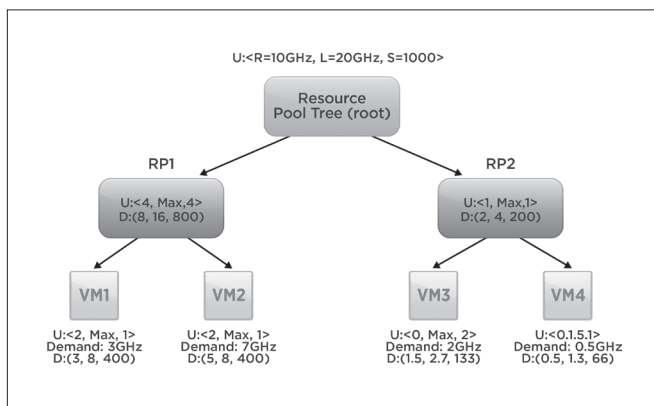 U:<R=10GHz, L=20GHz, S=1000>
Resource
Pool Tree (root)
RP1
RP2
U:<4, Max,4>
D:(8, 16, 800)
U:<1, Max,1>
D:(2, 4, 200)
VM1
VM2
VM3
VM4
U:<2, Max, 1>
Demand: 3GHz
D:(3, 8, 400)
U:<2, Max, 1>
Demand: 7GHz
D:(5, 8, 400)
U:<0, Max, 2>
Demand: 2GHz
D:(1.5, 2.7, 133)
U:<0.1.5.1>
Demand: 0.5GHz
D:(0.5, 1.3, 66)